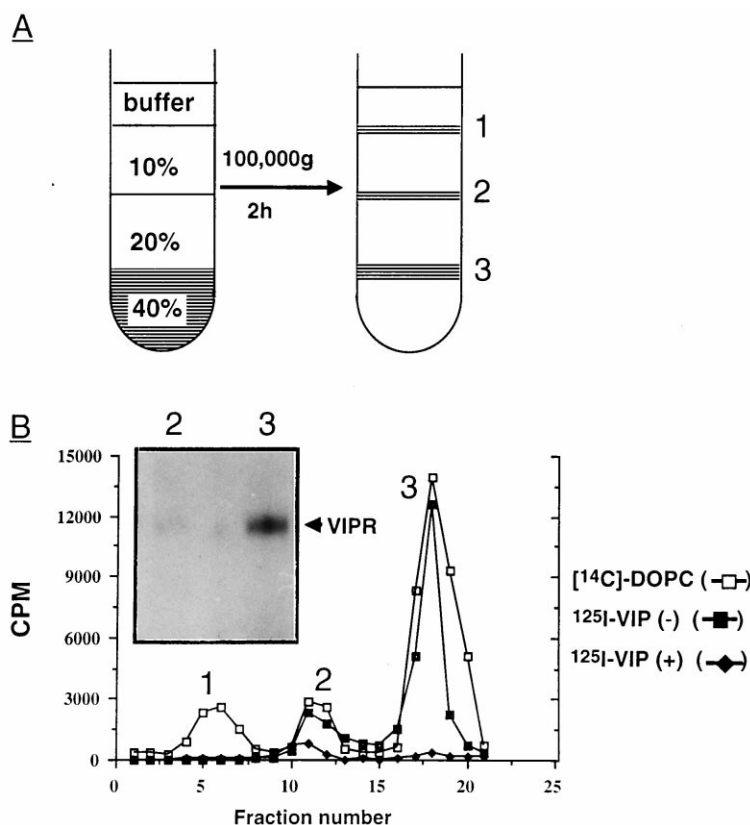 A
buffer
10%
20%
40%
100,000g
2h
1
2
3
B
2 3
VIPR
15000
12000
9000
6000
3000
0
CPM
1
2
3
0 5 10 15 20 25
Fraction number
[¹⁴C]-DOPC ( )
¹²⁵I-VIP (-) ( )
¹²⁵I-VIP (+) ( )